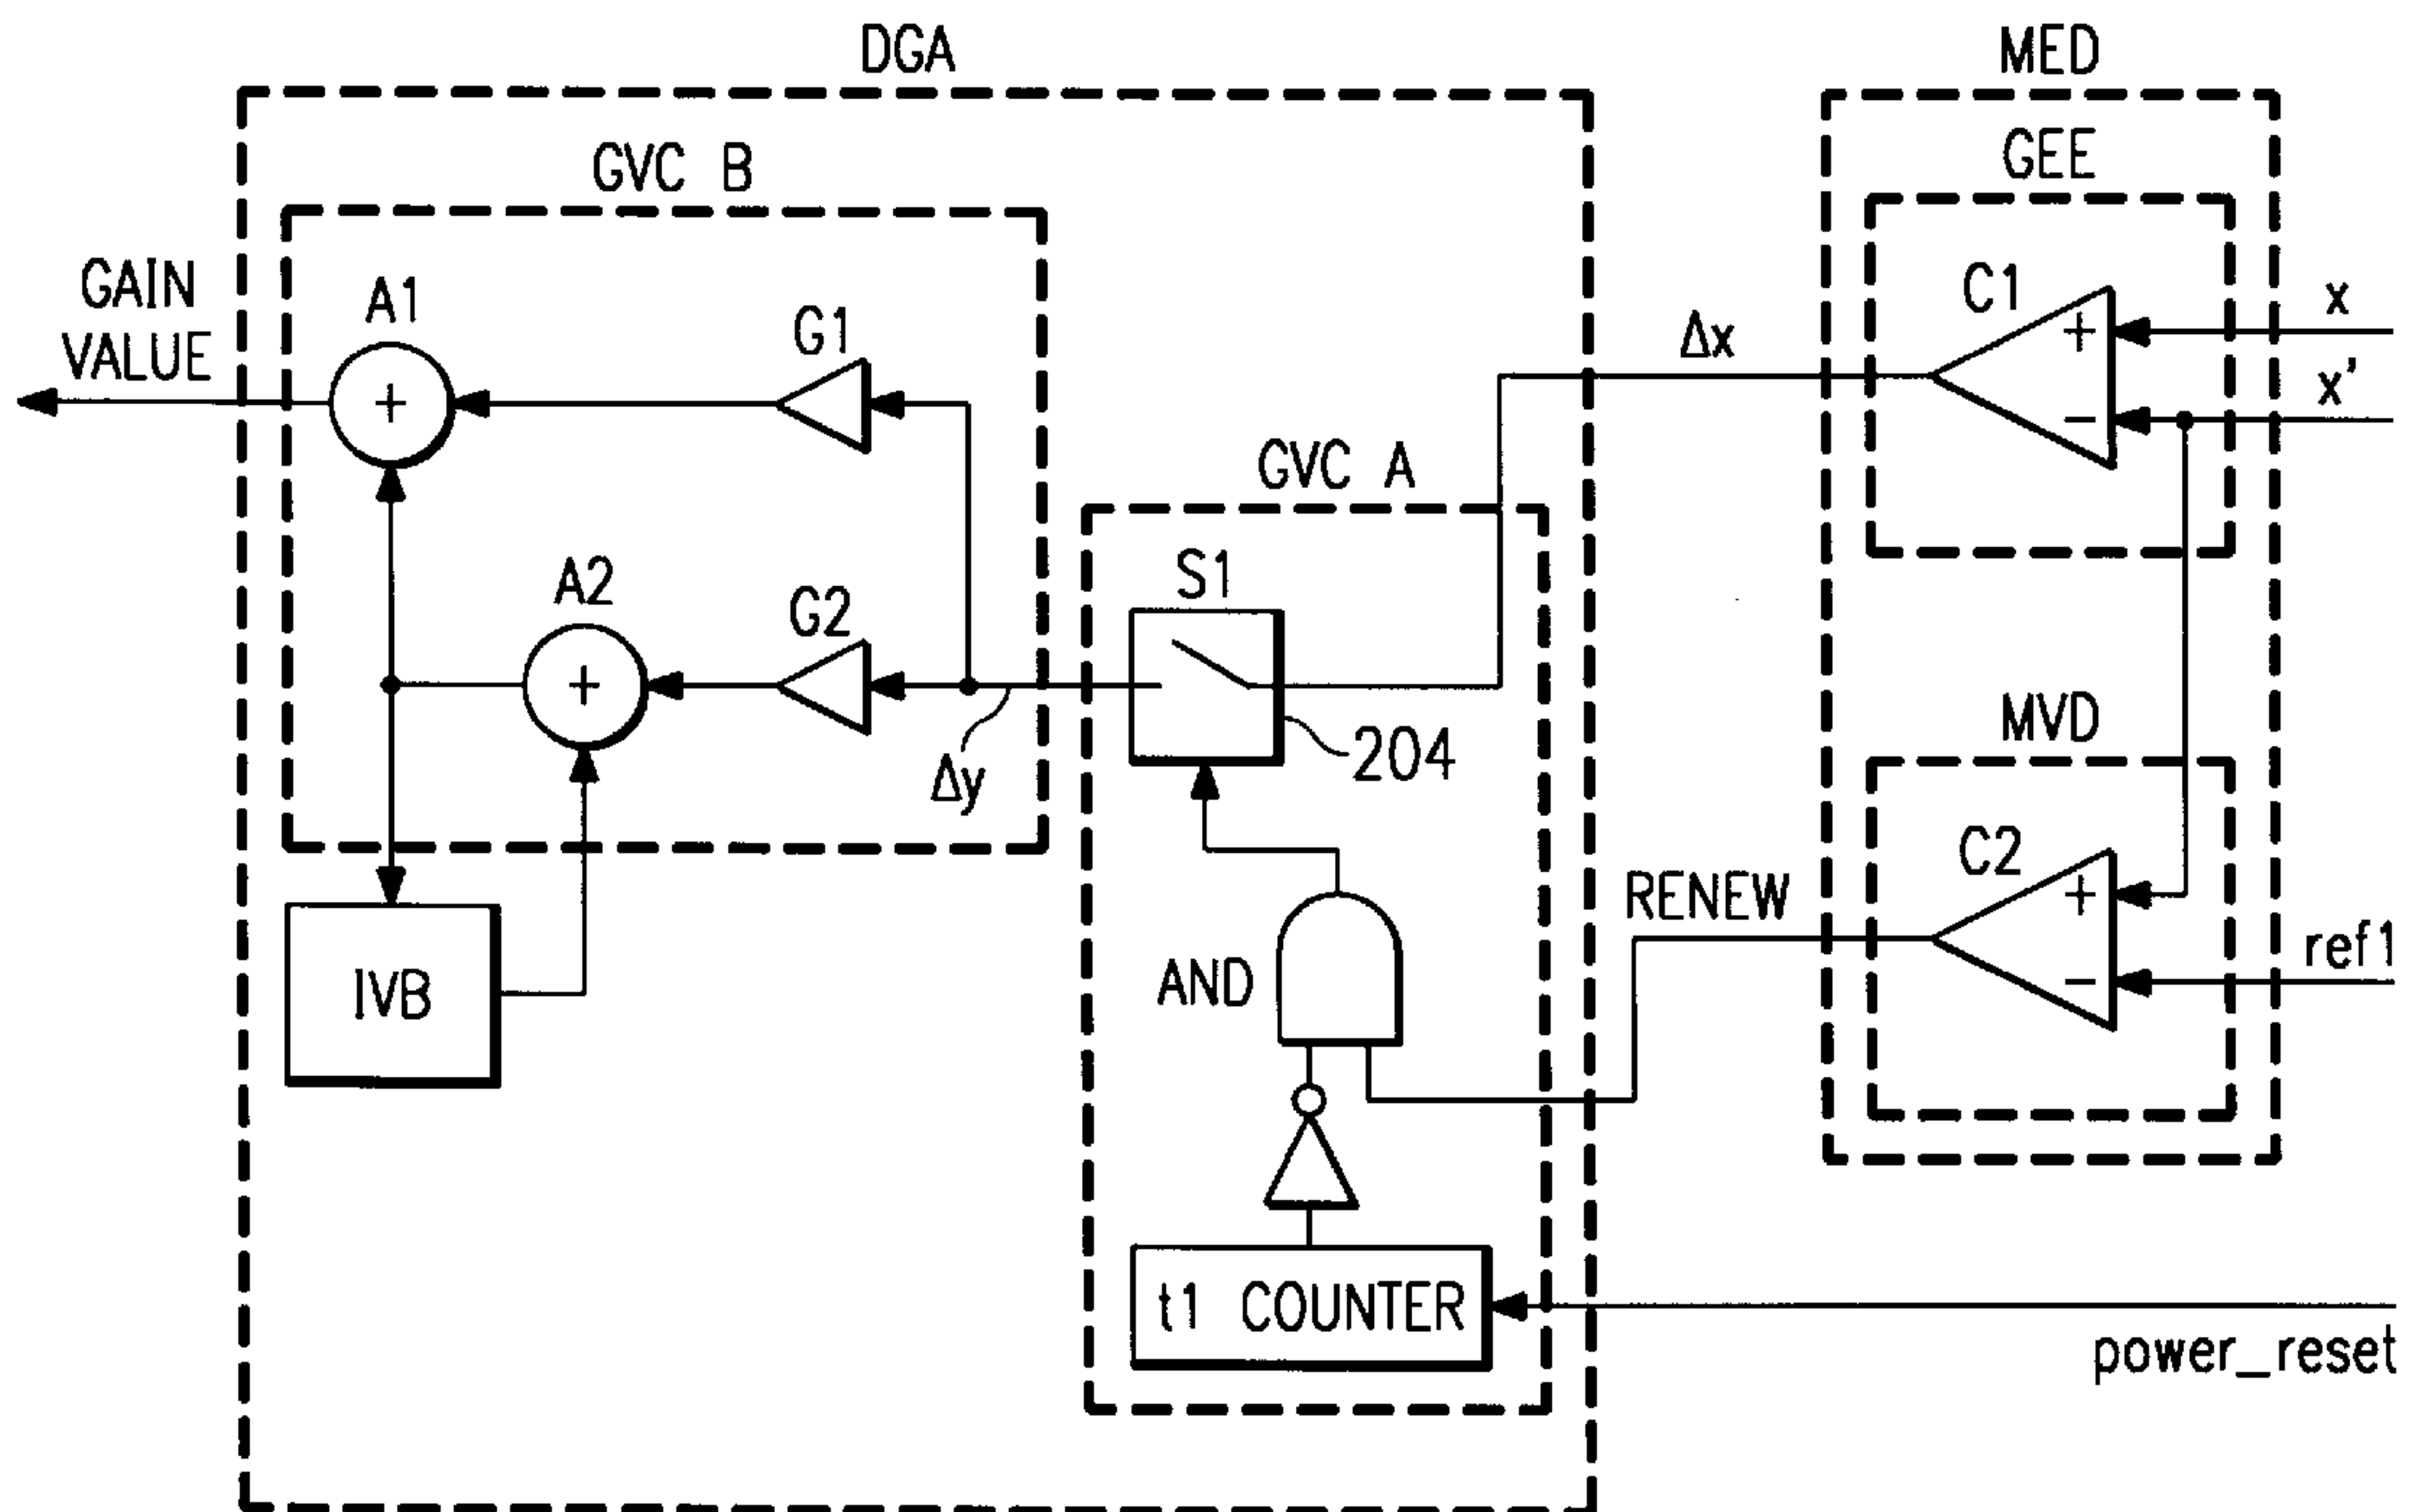 DGA
MED
GVC B
GEE
GAIN
VALUE
A1
G1
C1
+
-
x
x'
Δx
+
GVC A
S1
A2
G2
+
Δy
204
MVD
C2
+
-
RENEW
ref1
IVB
AND
t1 COUNTER
power_reset